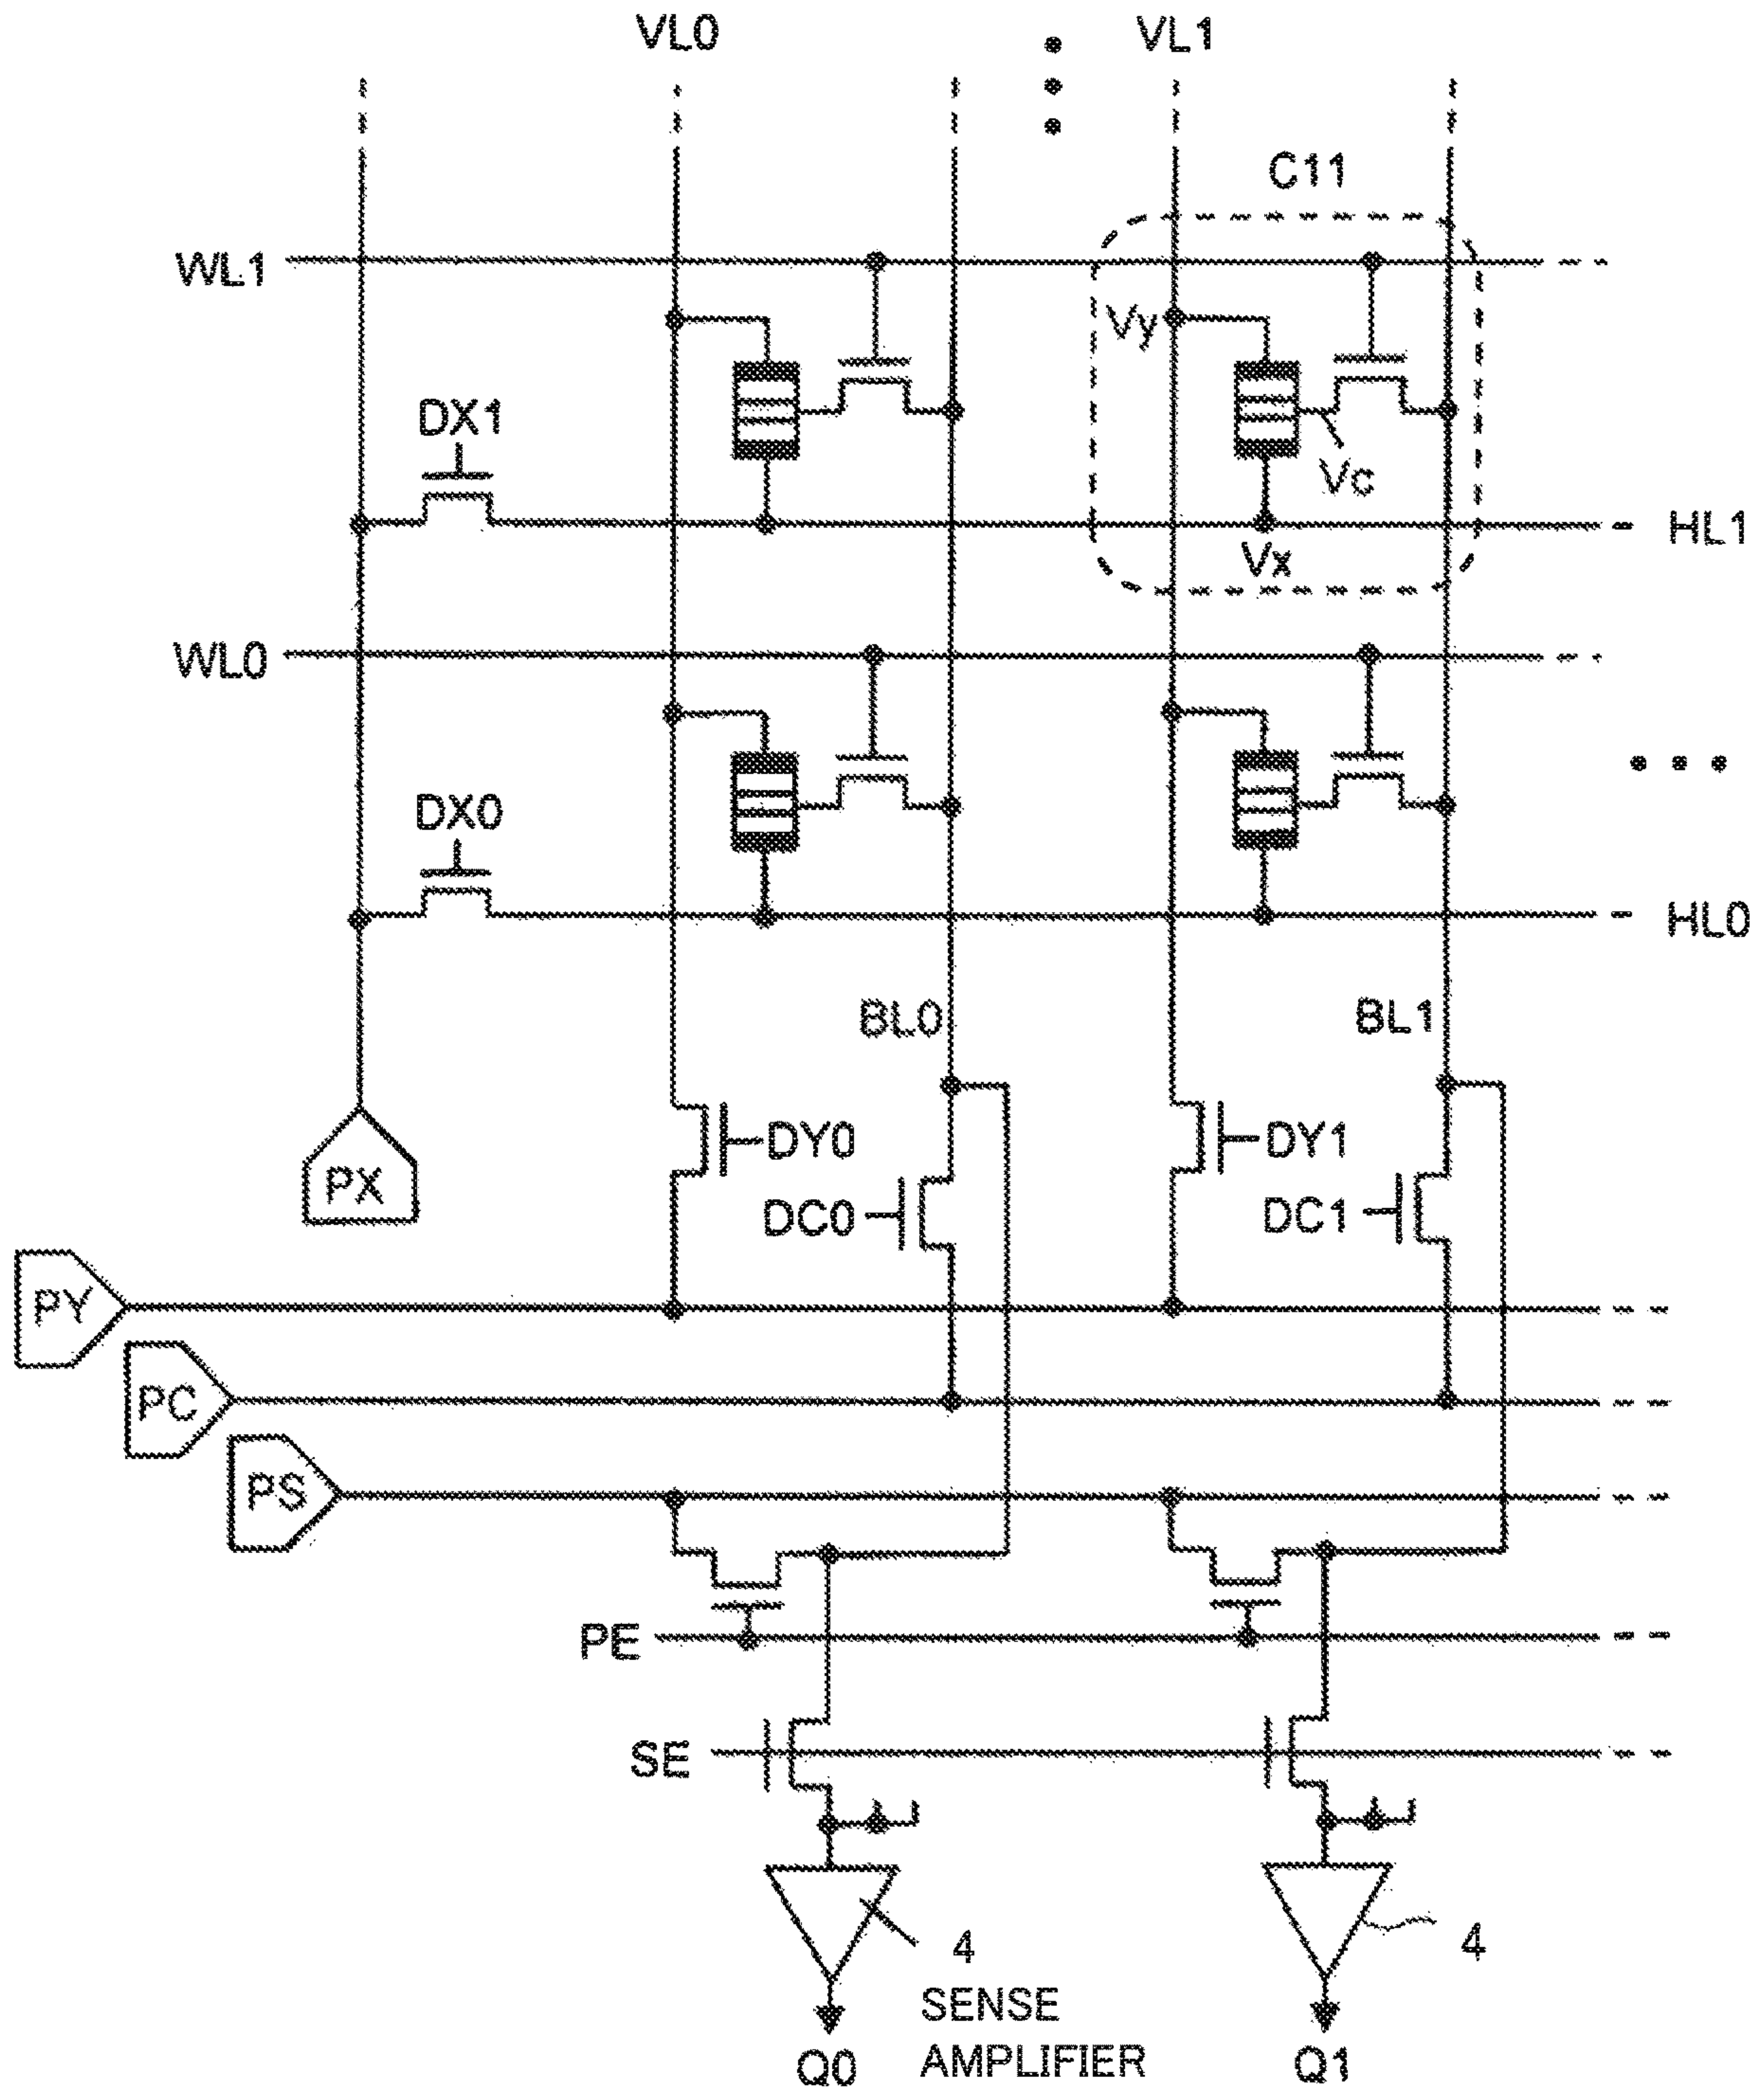 VL0
VL1
C11
WL1
Vy
DX1
Vc
HL1
Vx
WL0
DX0
HL0
BL0
BL1
DY0
DY1
PX
DC0
DC1
PY
PC
PS
PE
SE
4
4
SENSE
AMPLIFIER
Q0
Q1